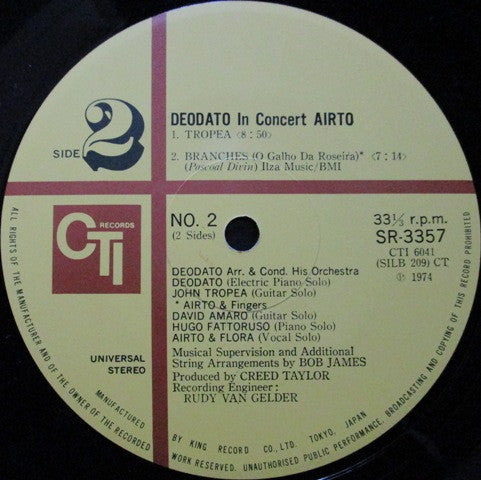 DEODATO In Concert AIRTO
1. TROPEA <8:50>
2. BRANCHES (O Galho Da Roseira)* <7:14>
(Pascoal Divin) Ilza Music/BMI
SIDE 2
CTI RECORDS
NO. 2
(2 Sides)
33⅓ r.p.m.
SR-3357
CTI 6041
(SILB 209) CT
℗ 1974
DEODATO Arr. & Cond. His Orchestra
DEODATO (Electric Piano Solo)
JOHN TROPEA (Guitar Solo)
* AIRTO & Fingers
DAVID AMARO (Guitar Solo)
HUGO FATTORUSO (Piano Solo)
AIRTO & FLORA (Vocal Solo)
Musical Supervision and Additional
String Arrangements by BOB JAMES
Produced by CREED TAYLOR
Recording Engineer:
RUDY VAN GELDER
UNIVERSAL
STEREO
MANUFACTURED BY KING RECORD CO., LTD. TOKYO, JAPAN
ALL RIGHTS OF THE MANUFACTURER AND OF THE OWNER OF THE RECORDED WORK RESERVED. UNAUTHORISED PUBLIC PERFORMANCE, BROADCASTING AND COPYING OF THIS RECORD PROHIBITED